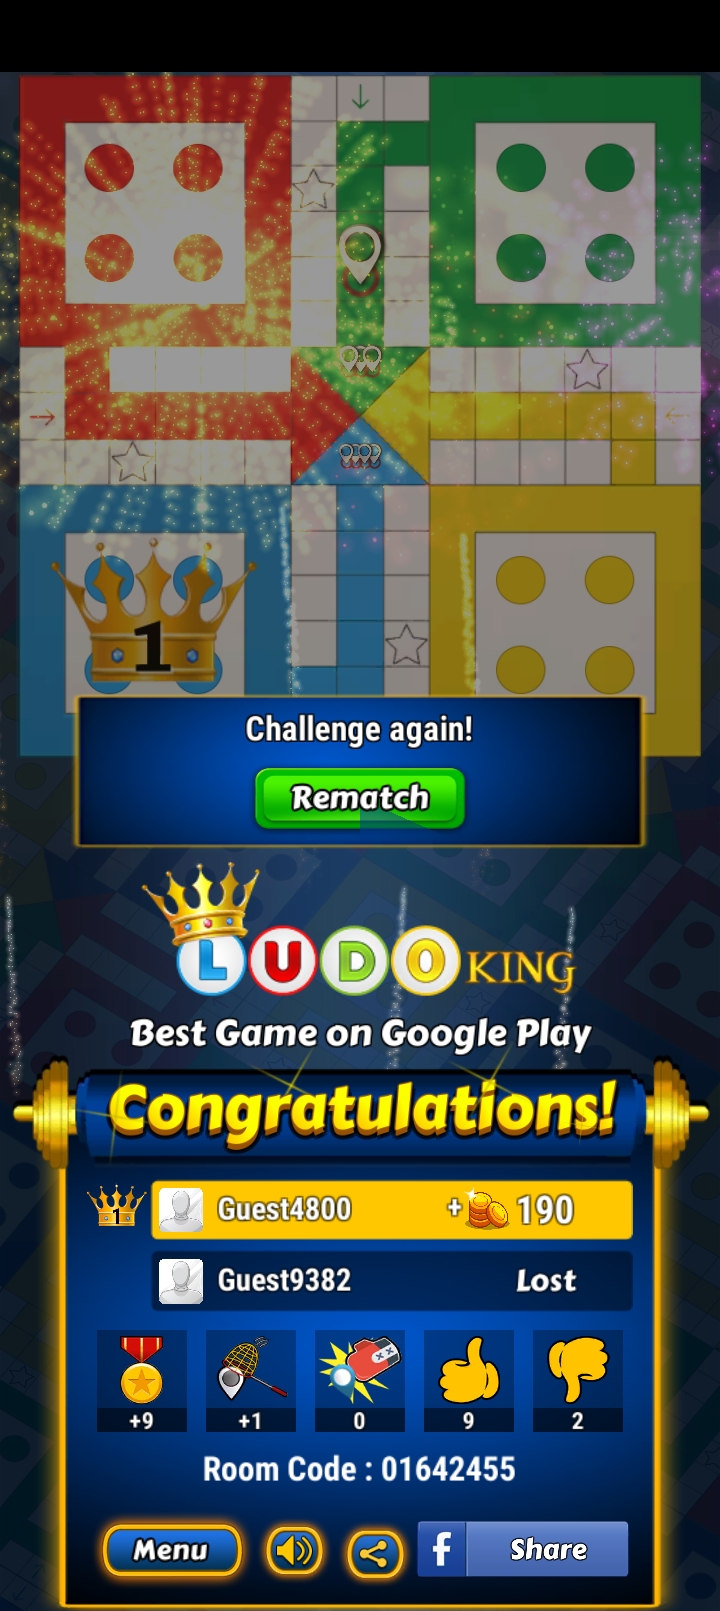 1
Challenge again!
Rematch
LUDO KING
Best Game on Google Play
Congratulations!
1 Guest4800 + 190
Guest9382 Lost
+9 +1 0 9 2
Room Code : 01642455
Menu f Share